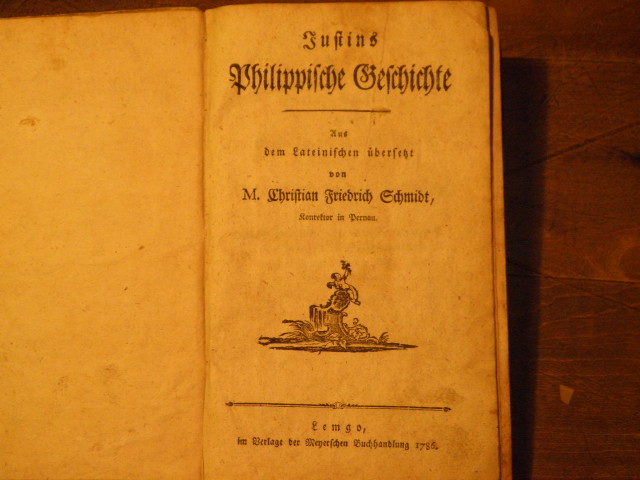 Justins
Philippische Geschichte
Aus
dem Lateinischen übersetzt
von
M. Christian Friedrich Schmidt,
Konrektor in Pernau.
Lemgo,
im Verlage der Meyerschen Buchhandlung 1786.